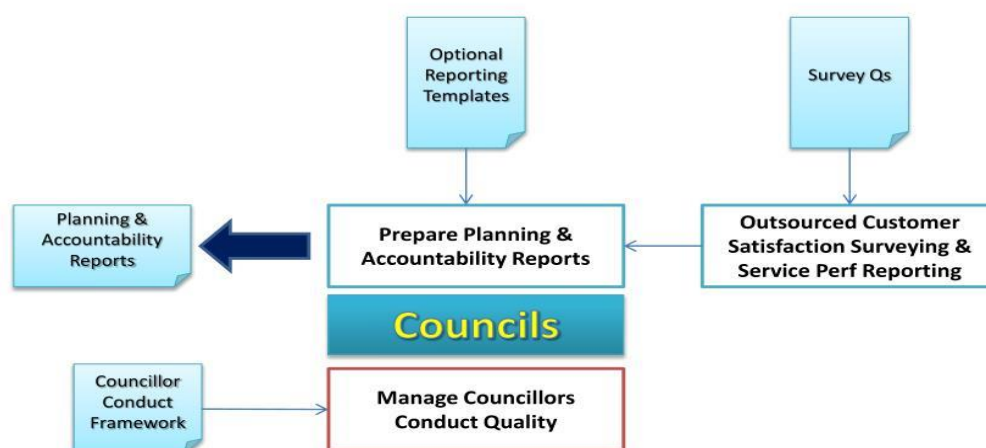 Optional
Reporting
Templates
Survey Qs
Planning &
Accountability
Reports
Prepare Planning &
Accountability Reports
Outsourced Customer
Satisfaction Surveying &
Service Perf Reporting
Councils
Councillor
Conduct
Framework
Manage Councillors
Conduct Quality